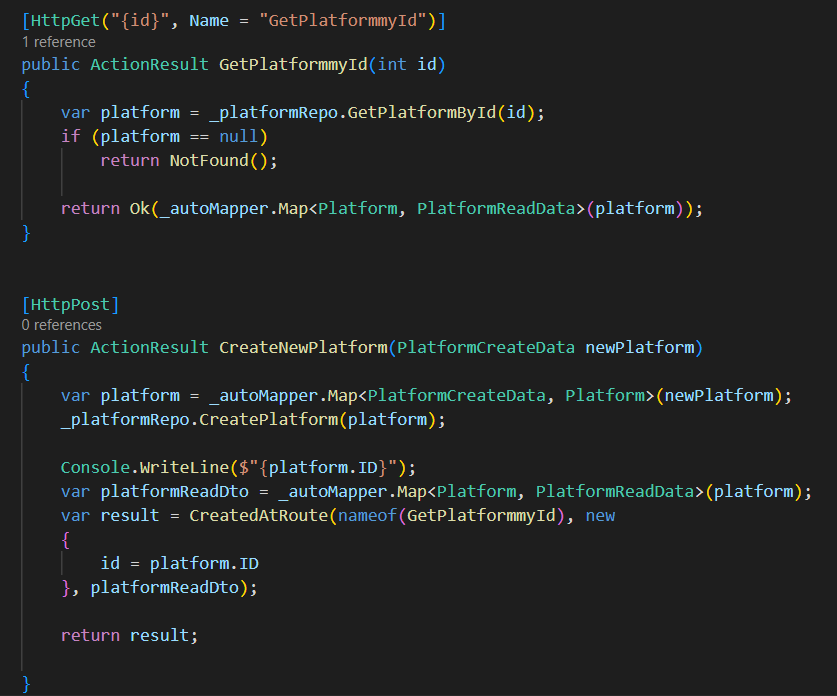 [HttpGet("{id}", Name = "GetPlatformmyId")]
1 reference
public ActionResult GetPlatformmyId(int id)
{
    var platform = _platformRepo.GetPlatformById(id);
    if (platform == null)
        return NotFound();

    return Ok(_autoMapper.Map<Platform, PlatformReadData>(platform));
}

[HttpPost]
0 references
public ActionResult CreateNewPlatform(PlatformCreateData newPlatform)
{
    var platform = _autoMapper.Map<PlatformCreateData, Platform>(newPlatform);
    _platformRepo.CreatePlatform(platform);

    Console.WriteLine($"{platform.ID}");
    var platformReadDto = _autoMapper.Map<Platform, PlatformReadData>(platform);
    var result = CreatedAtRoute(nameof(GetPlatformmyId), new
    {
        id = platform.ID
    }, platformReadDto);

    return result;

}